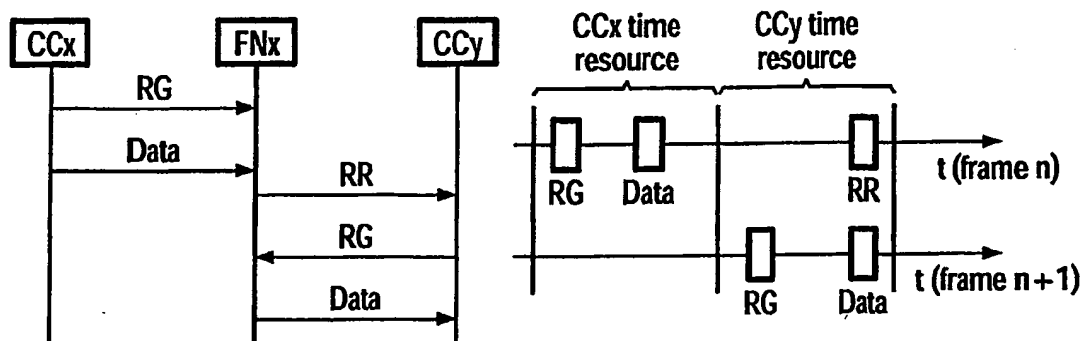 CCx
FNx
CCy
RG
Data
RR
RG
Data
CCx time
resource
CCy time
resource
RG
Data
RR
t (frame n)
RG
Data
t (frame n+1)